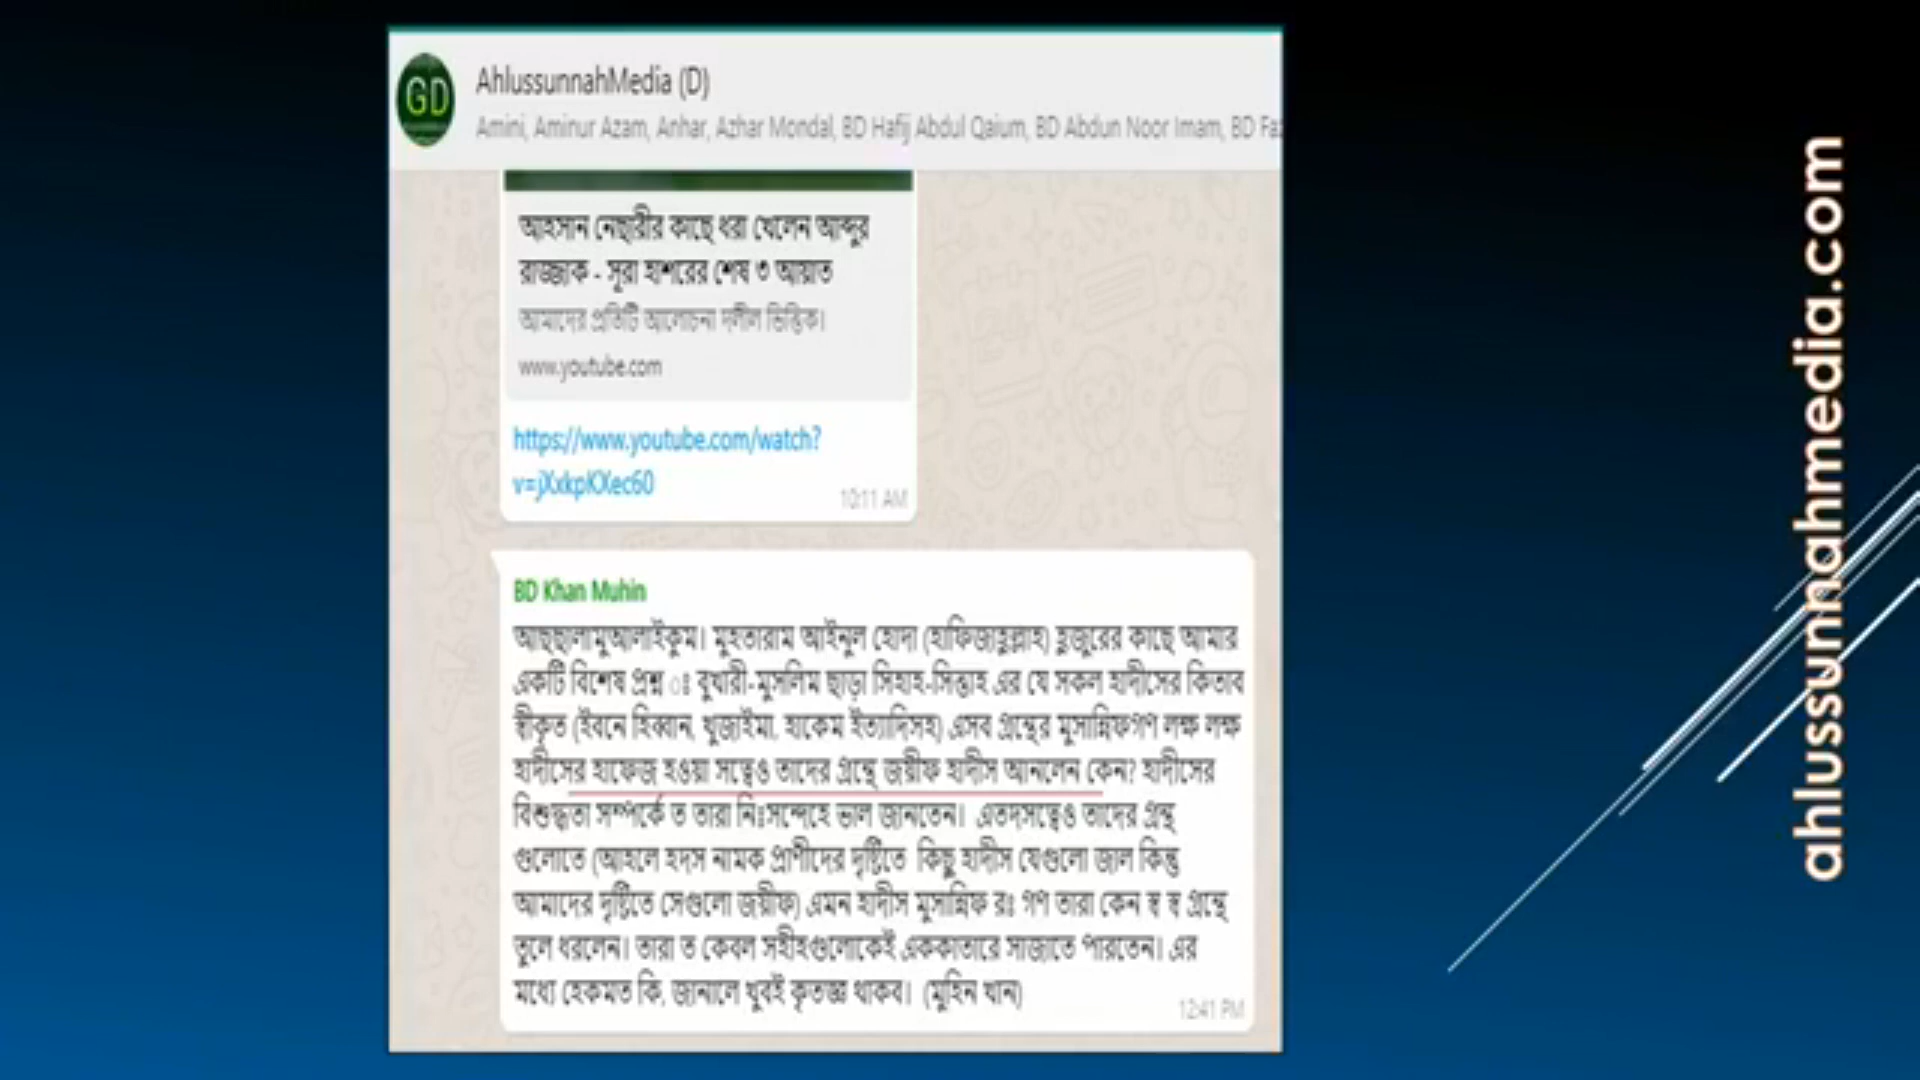 GD
AhlussunnahMedia (D)
Amini, Aminur Azam, Anhar, Azhar Mondal, BD Hafij Abdul Qaium, BD Abdun Noor Imam, BD Fa
আহসান নেছারীর কাছে ধরা খেলেন আব্দুর
রাজ্জাক - সূরা হাশরের শেষ ৩ আয়াত
আমাদের প্রতিটি আলোচনা দলীল ভিত্তিক।
www.youtube.com
https://www.youtube.com/watch?
v=jXxkpKXec60
10:11 AM
BD Khan Muhin
আছছালামুআলাইকুম। মুহতারাম আইনুল হোদা (হাফিজাহুল্লাহ) হুজুরের কাছে আমার
একটি বিশেষ প্রশ্ন ঃ বুখারী-মুসলিম ছাড়া সিহাহ-সিত্তাহ এর যে সকল হাদীসের কিতাব
স্বীকৃত (ইবনে হিব্বান, খুজাইমা, হাকেম ইত্যাদিসহ) এসব গ্রন্থের মুসান্নিফগণ লক্ষ লক্ষ
হাদীসের হাফেজ হওয়া সত্বেও তাদের গ্রন্থে জয়ীফ হাদীস আনলেন কেন? হাদীসের
বিশুদ্ধতা সম্পর্কে ত তারা নিঃসন্দেহে ভাল জানতেন। এতদসত্বেও তাদের গ্রন্থ
গুলোতে (আহলে হদস নামক প্রাণীদের দৃষ্টিতে কিছু হাদীস যেগুলো জাল কিন্তু
আমাদের দৃষ্টিতে সেগুলো জয়ীফ) এমন হাদীস মুসান্নিফ রঃ গণ তারা কেন স্ব স্ব গ্রন্থে
তুলে ধরলেন। তারা ত কেবল সহীহগুলোকেই এককাতারে সাজাতে পারতেন। এর
মধ্যে হেকমত কি, জানালে খুবই কৃতজ্ঞ থাকব। (মুহিন খান)
12:41 PM
ahlussunnahmedia.com